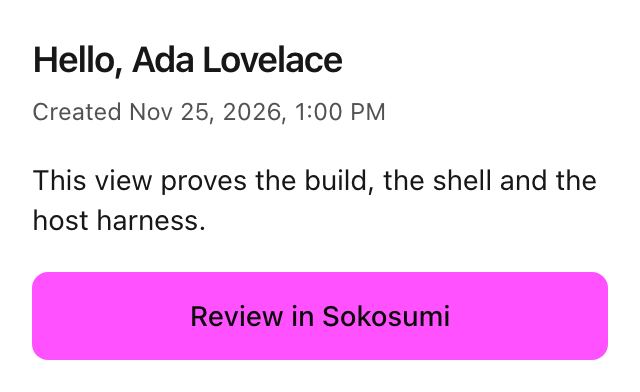 Hello, Ada Lovelace
Created Nov 25, 2026, 1:00 PM
This view proves the build, the shell and the
host harness.
Review in Sokosumi